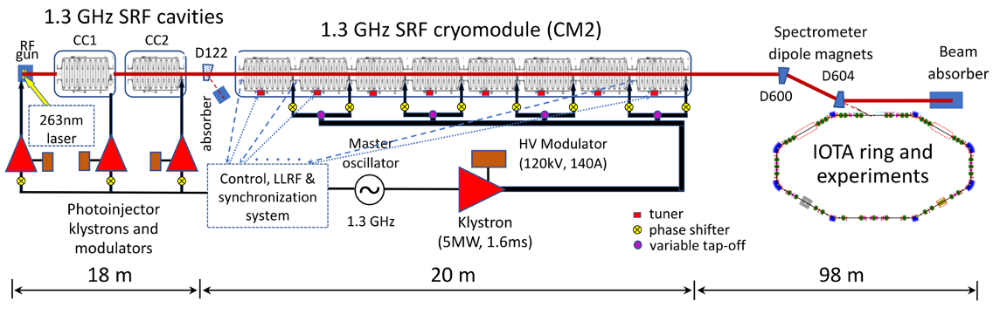 1.3 GHz SRF cavities
RF
gun
CC1
CC2
D122
1.3 GHz SRF cryomodule (CM2)
Spectrometer
dipole magnets
Beam
absorber
D600
D604
263nm
laser
absorber
Master
oscillator
HV Modulator
(120kV, 140A)
IOTA ring and
experiments
Control, LLRF &
synchronization
system
1.3 GHz
Klystron
(5MW, 1.6ms)
Photoinjector
klystrons and
modulators
tuner
phase shifter
variable tap-off
18 m
20 m
98 m